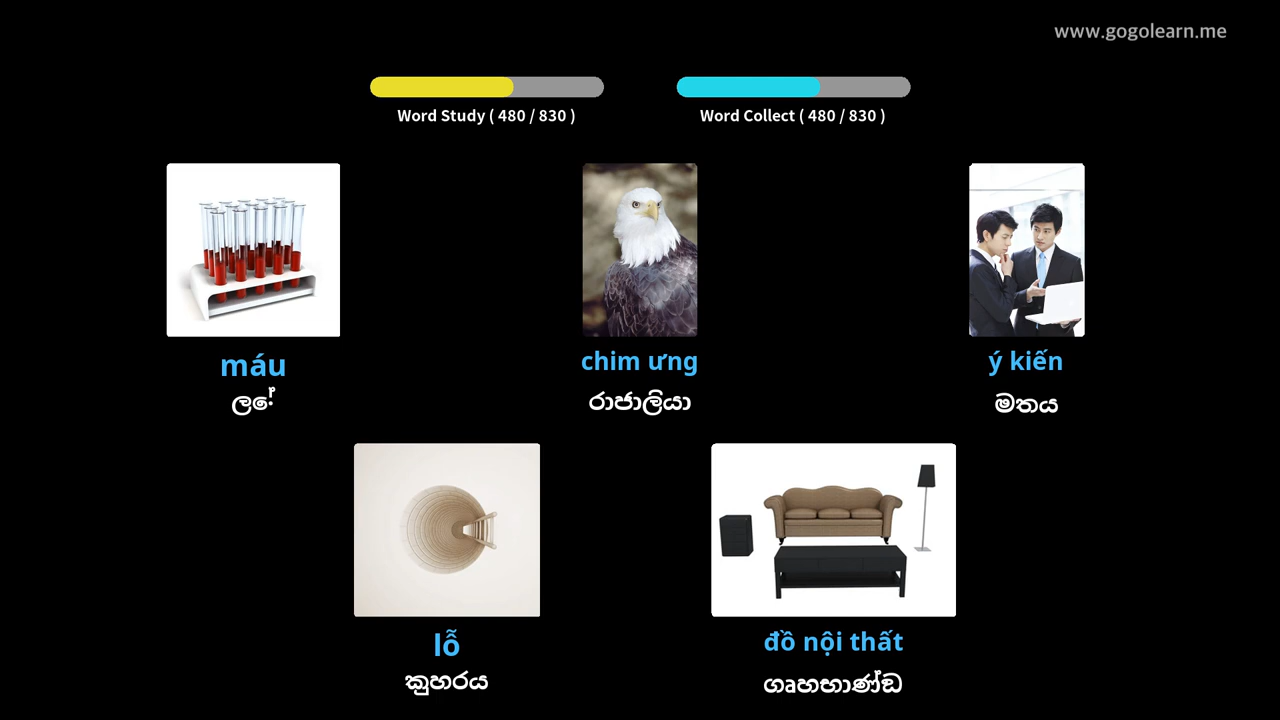 www.gogolearn.me
Word Study ( 480 / 830 )
Word Collect ( 480 / 830 )
máu
chim ưng
ý kiến
ලේ
රාජාලියා
මතය
lỗ
đồ nội thất
කුහරය
ගෘහභාණ්ඩ